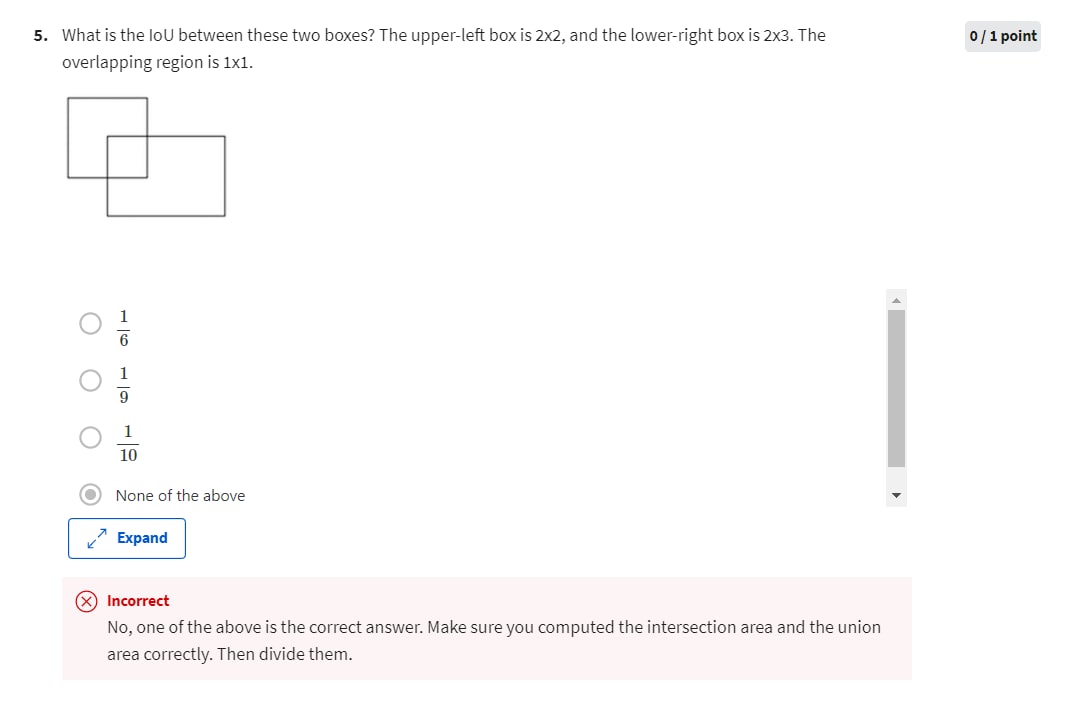 5. What is the IoU between these two boxes? The upper-left box is 2x2, and the lower-right box is 2x3. The
0 / 1 point
overlapping region is 1x1.
1
6
1
9
1
10
None of the above
Expand
Incorrect
No, one of the above is the correct answer. Make sure you computed the intersection area and the union
area correctly. Then divide them.